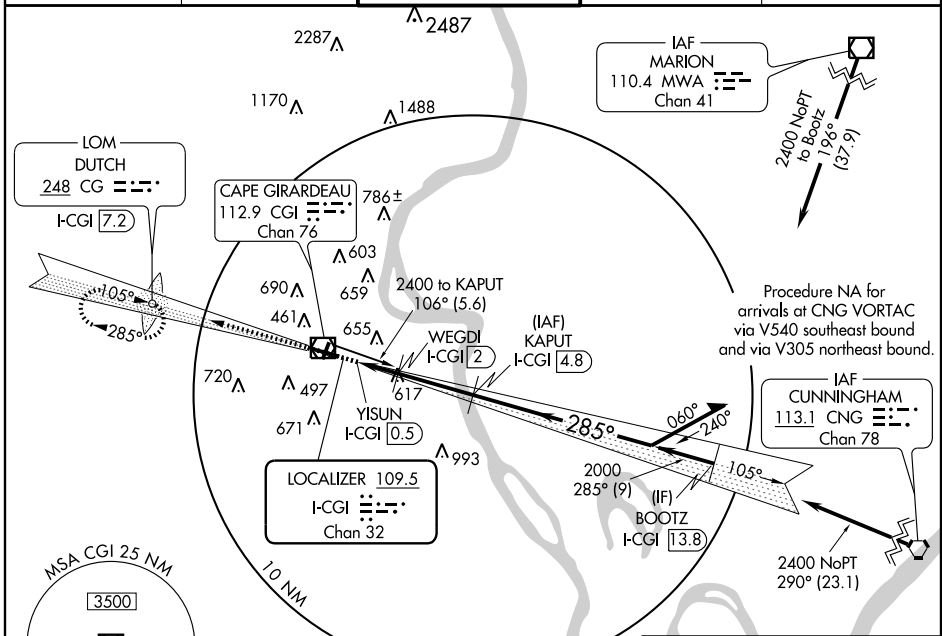 2487
2287
IAF
MARION
110.4 MWA
Chan 41
1170
1488
2400 NoPT
to Bootz
196°
(37.9)
LOM
DUTCH
248 CG
I-CGI 7.2
CAPE GIRARDEAU
112.9 CGI
Chan 76
786±
603
659
690
461
655
2400 to KAPUT
106° (5.6)
105°
285°
WEGDI
I-CGI 2
(IAF)
KAPUT
I-CGI 4.8
Procedure NA for
arrivals at CNG VORTAC
via V540 southeast bound
and via V305 northeast bound.
720
497
671
617
YISUN
I-CGI 0.5
993
285°
060°
240°
IAF
CUNNINGHAM
113.1 CNG
Chan 78
LOCALIZER 109.5
I-CGI
Chan 32
2000
285° (9)
105°
(IF)
BOOTZ
I-CGI 13.8
2400 NoPT
290° (23.1)
10 NM
MSA CGI 25 NM
3500